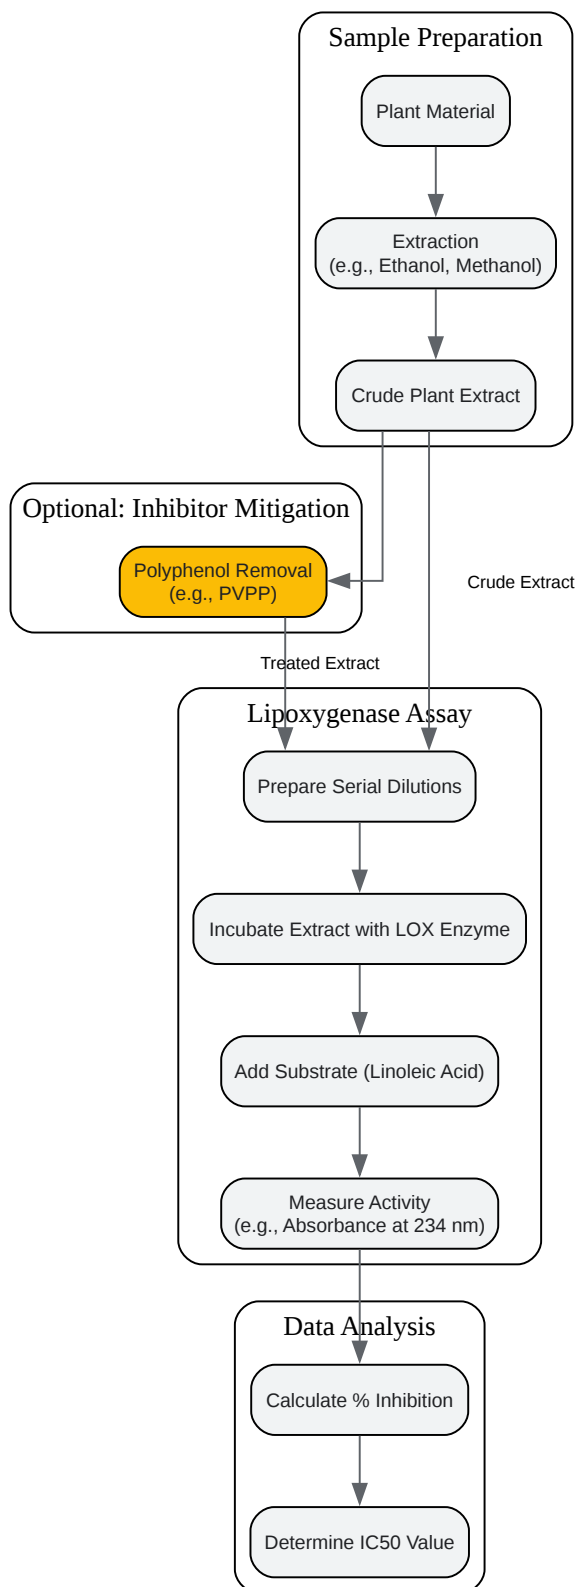 Sample Preparation
Plant Material
Extraction
(e.g., Ethanol, Methanol)
Crude Plant Extract
Optional: Inhibitor Mitigation
Polyphenol Removal
(e.g., PVPP)
Crude Extract
Treated Extract
Lipoxygenase Assay
Prepare Serial Dilutions
Incubate Extract with LOX Enzyme
Add Substrate (Linoleic Acid)
Measure Activity
(e.g., Absorbance at 234 nm)
Data Analysis
Calculate % Inhibition
Determine IC50 Value